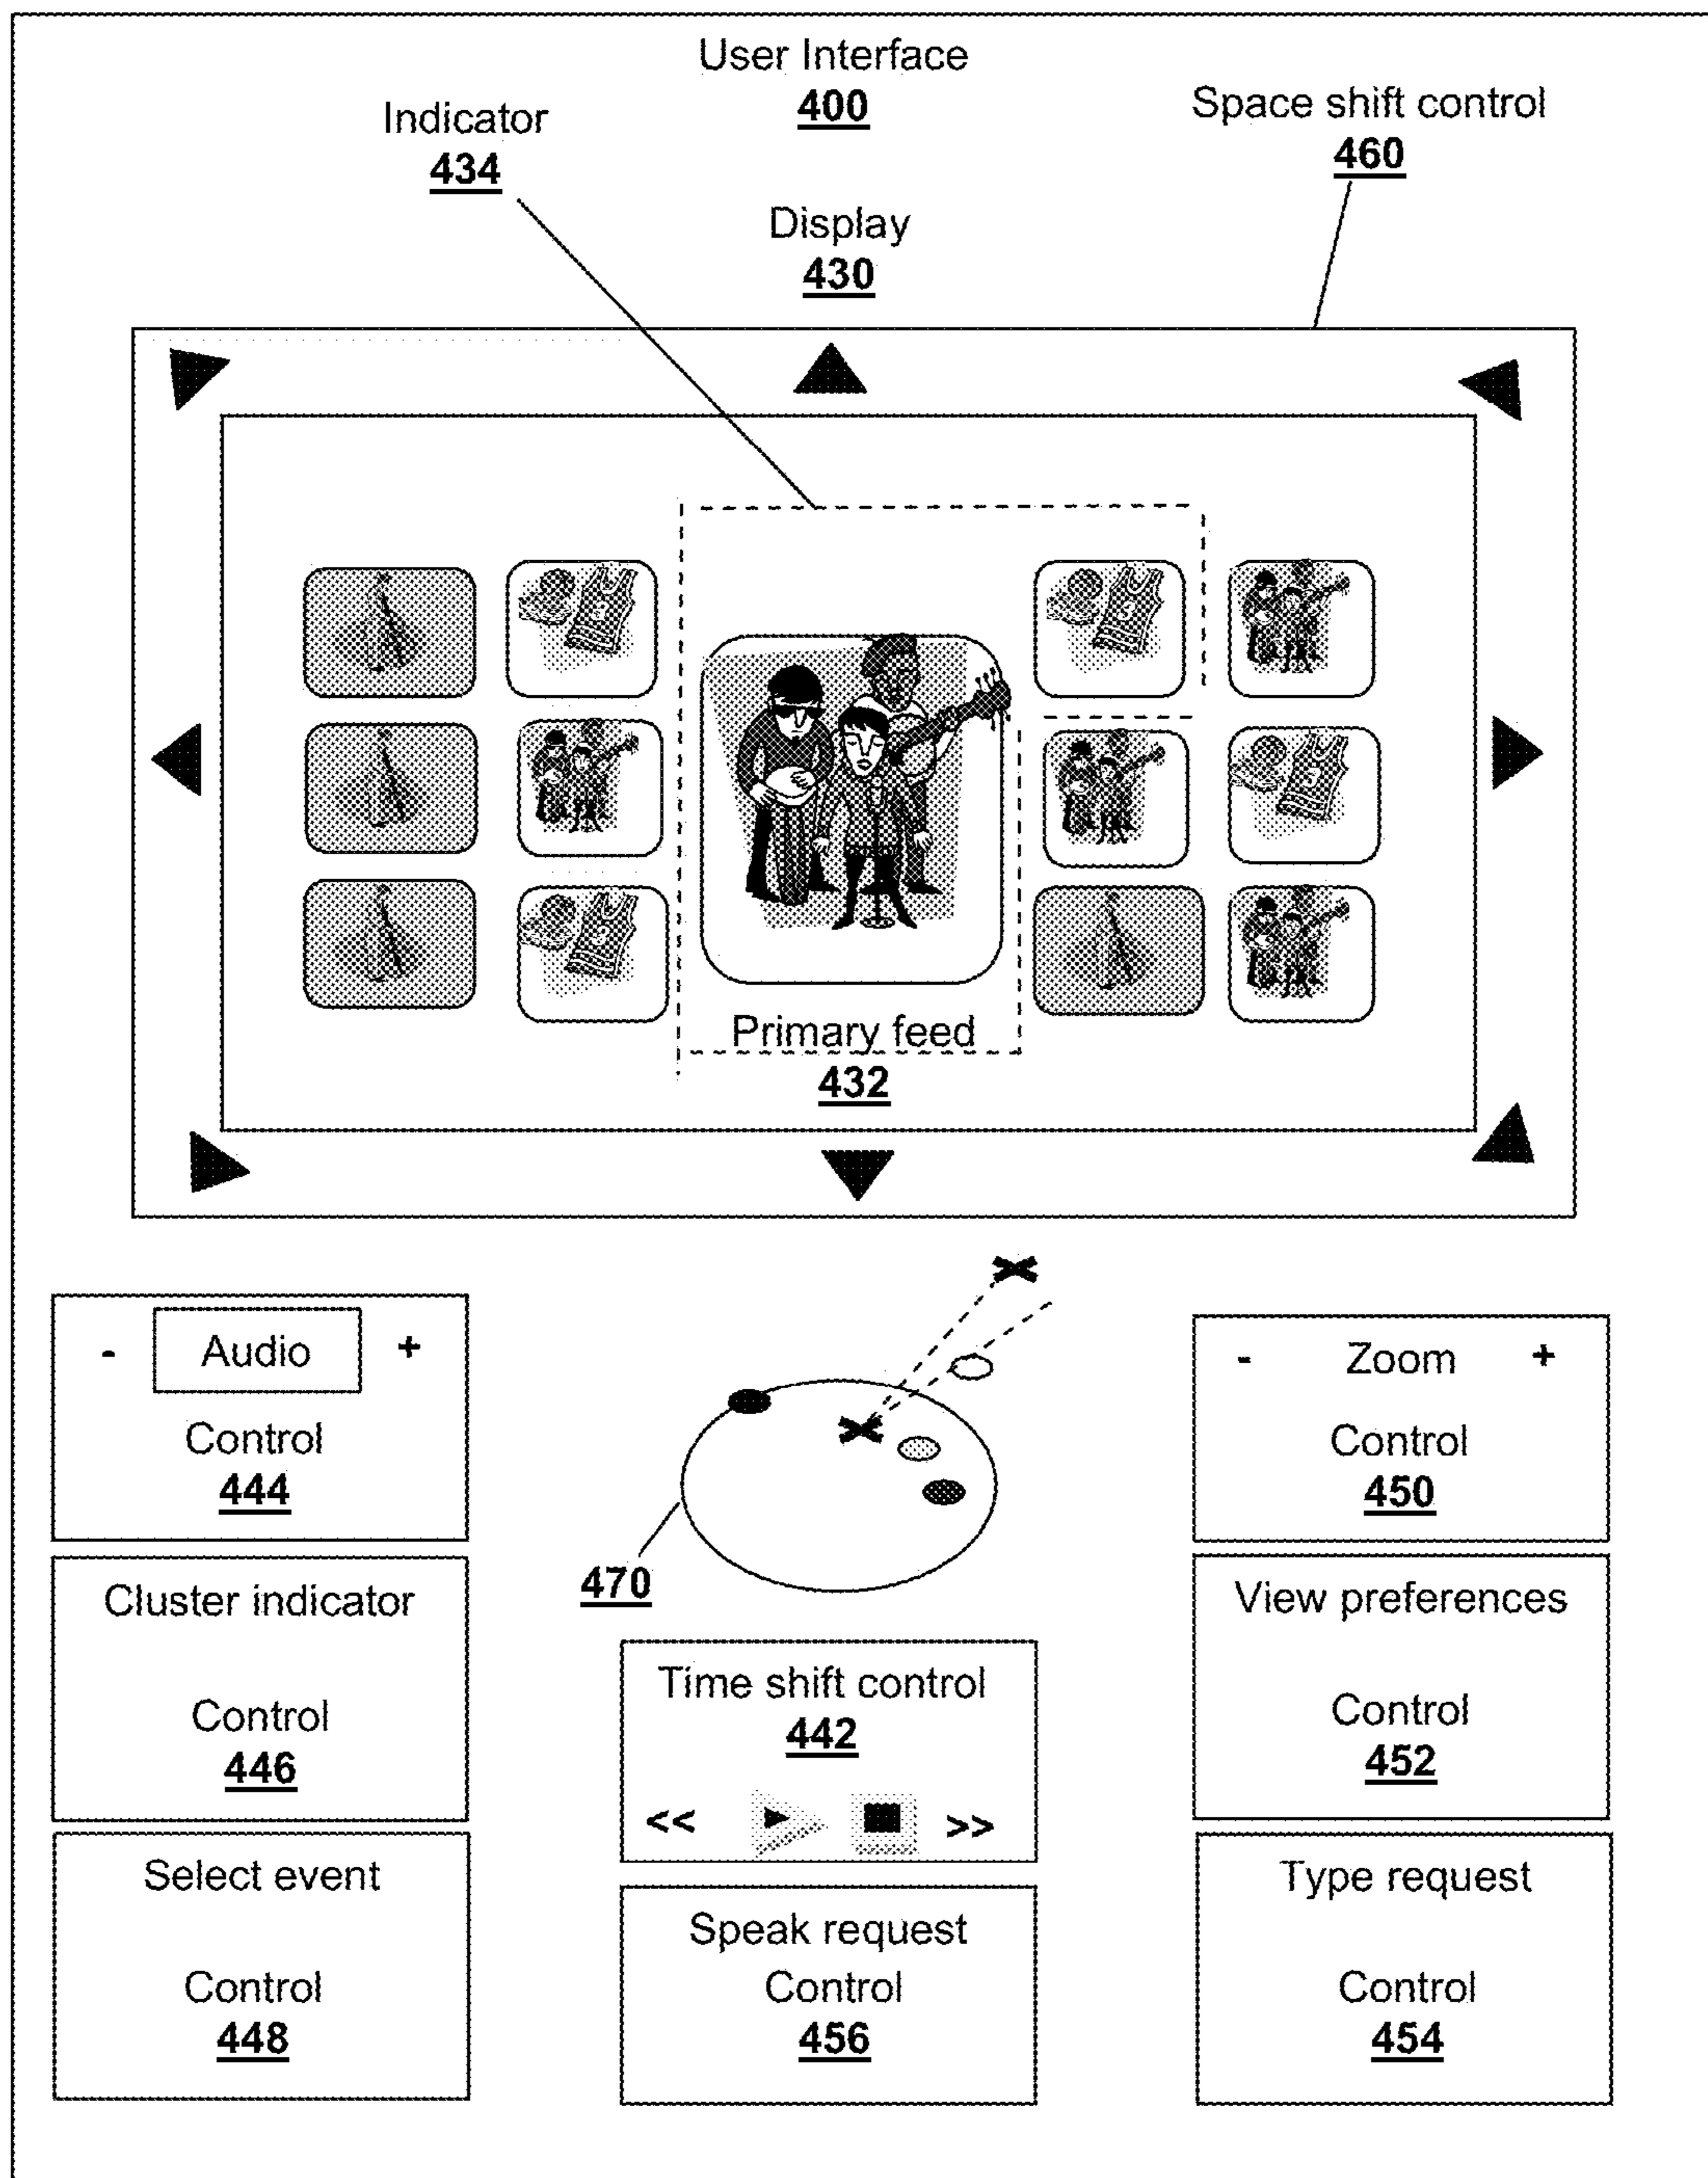 User Interface
400
Indicator
434
Space shift control
460
Display
430
Primary feed
432
- Audio +
Control
444
- Zoom +
Control
450
470
Cluster indicator
Control
446
Time shift control
442
<< >>
View preferences
Control
452
Select event
Control
448
Speak request
Control
456
Type request
Control
454